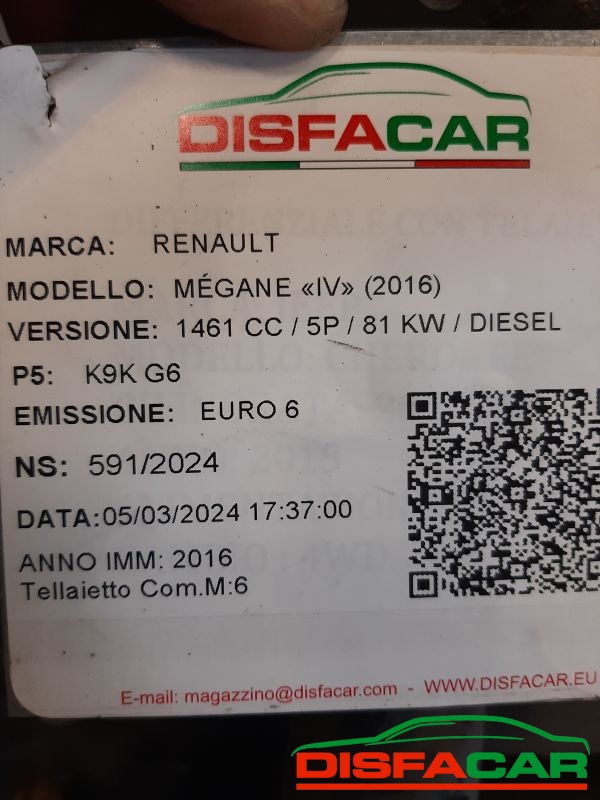 DISFACAR
MARCA: RENAULT
MODELLO: MÉGANE «IV» (2016)
VERSIONE: 1461 CC / 5P / 81 KW / DIESEL
P5: K9K G6
EMISSIONE: EURO 6
NS: 591/2024
DATA:05/03/2024 17:37:00
ANNO IMM: 2016
Tellaietto Com.M:6
E-mail: magazzino@disfacar.com - WWW.DISFACAR.EU
DISFACAR